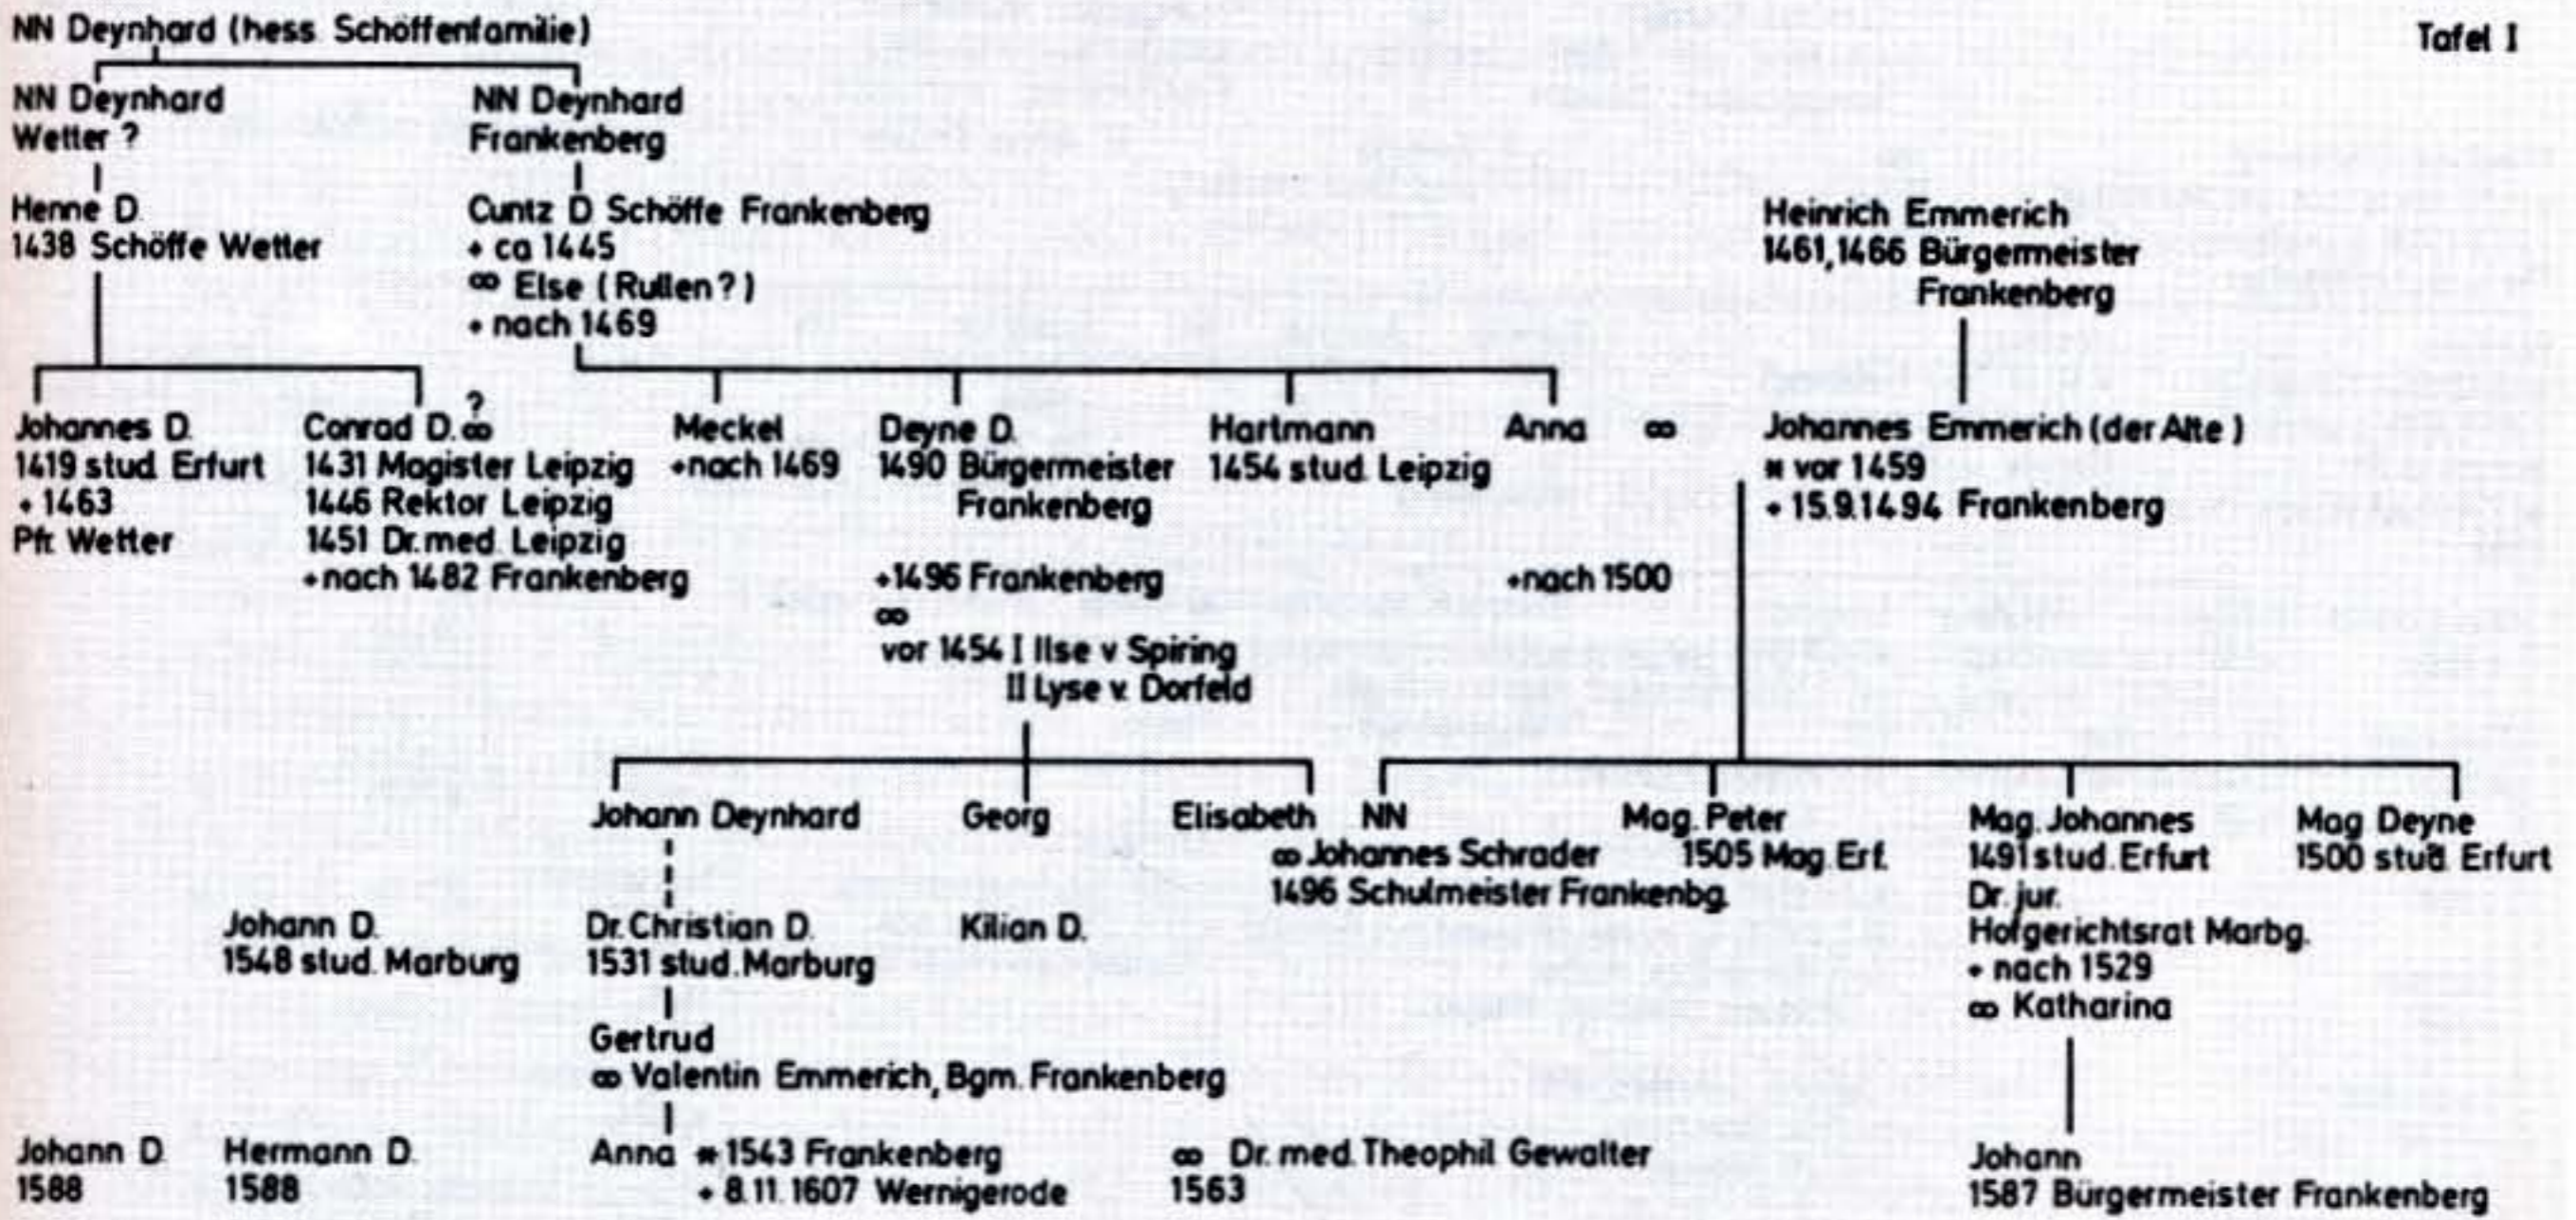 NN Deynhard (hess Schöffenfamilie)
Tafel I
NN Deynhard
Wetter ?
NN Deynhard
Frankenberg
Henne D.
1438 Schöffe Wetter
Cuntz D Schöffe Frankenberg
+ ca 1445
∞ Else (Rullen?)
+ nach 1469
Heinrich Emmerich
1461,1466 Bürgermeister
Frankenberg
Johannes D.
1419 stud. Erfurt
+ 1463
Pfr. Wetter
?
Conrad D. ∞
1431 Magister Leipzig
1446 Rektor Leipzig
1451 Dr. med. Leipzig
+ nach 1482 Frankenberg
Meckel
+ nach 1469
Deyne D.
1490 Bürgermeister
Frankenberg
+ 1496 Frankenberg
∞
vor 1454 I Ilse v Spiring
II Lyse v. Dorfeld
Hartmann
1454 stud. Leipzig
Anna ∞
+ nach 1500
Johannes Emmerich (der Alte)
* vor 1459
+ 15.9.1494 Frankenberg
Johann Deynhard
Georg
Elisabeth
NN
∞ Johannes Schrader
1496 Schulmeister Frankenbg.
Mag. Peter
1505 Mag. Erf.
Mag. Johannes
1491 stud. Erfurt
Dr. jur.
Hofgerichtsrat Marbg.
+ nach 1529
∞ Katharina
Mag Deyne
1500 stud. Erfurt
Johann D.
1548 stud. Marburg
Dr. Christian D.
1531 stud. Marburg
Kilian D.
Gertrud
∞ Valentin Emmerich, Bgm. Frankenberg
Johann D.
1588
Hermann D.
1588
Anna * 1543 Frankenberg
+ 8.11.1607 Wernigerode
∞ Dr. med. Theophil Gewalter
1563
Johann
1587 Bürgermeister Frankenberg